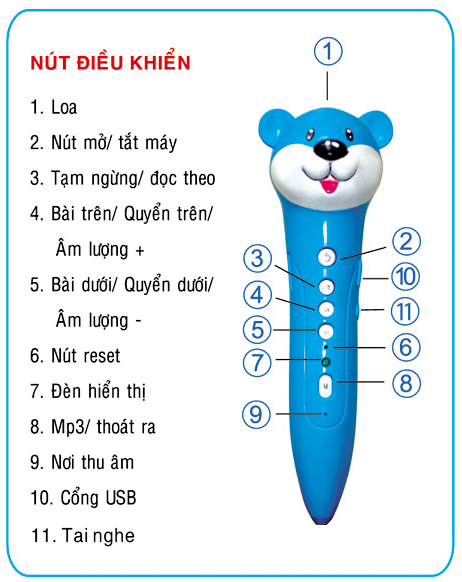 NÚT ĐIỀU KHIỂN
1. Loa
2. Nút mở/ tắt máy
3. Tạm ngừng/ đọc theo
4. Bài trên/ Quyển trên/
Âm lượng +
5. Bài dưới/ Quyển dưới/
Âm lượng -
6. Nút reset
7. Đèn hiển thị
8. Mp3/ thoát ra
9. Nơi thu âm
10. Cổng USB
11. Tai nghe
1
2
3
10
4
11
5
6
7
8
M
9